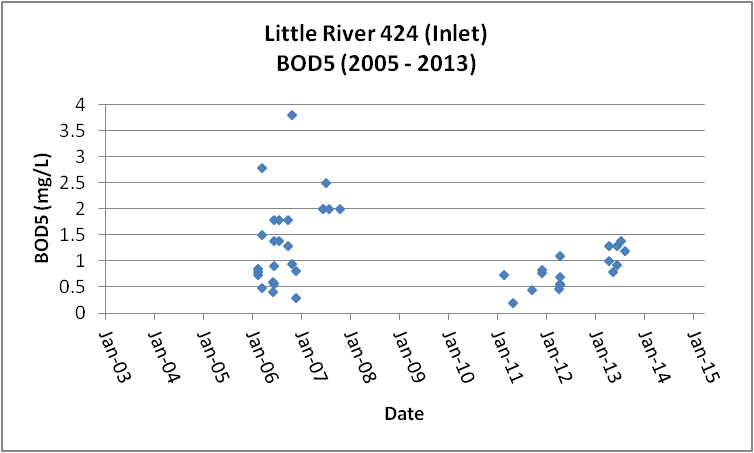 Little River 424 (Inlet)
BOD5 (2005 - 2013)
BOD5 (mg/L)
4
3.5
3
2.5
2
1.5
1
0.5
0
Jan-03
Jan-04
Jan-05
Jan-06
Jan-07
Jan-08
Jan-09
Jan-10
Jan-11
Jan-12
Jan-13
Jan-14
Jan-15
Date